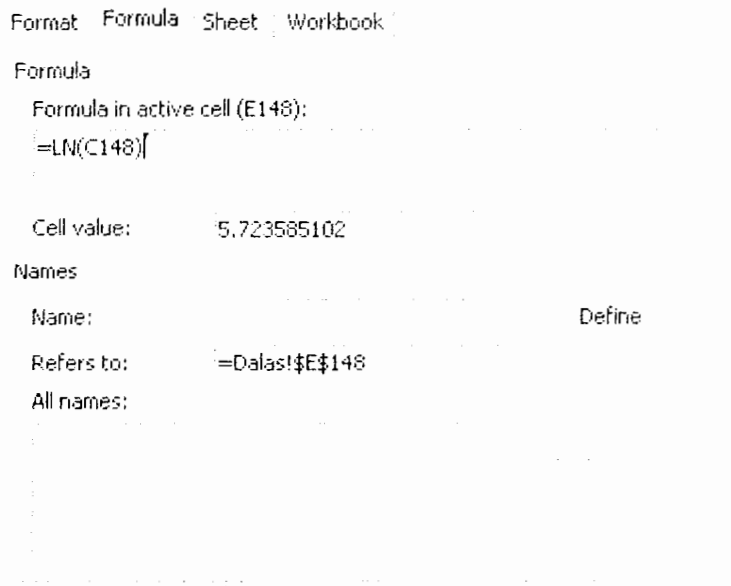 Format Formula Sheet Workbook
Formula
Formula in active cell (E148):
=LN(C148)
Cell value: 5.723585102
Names
Name: Define
Refers to: =Dalas!$E$148
All names: